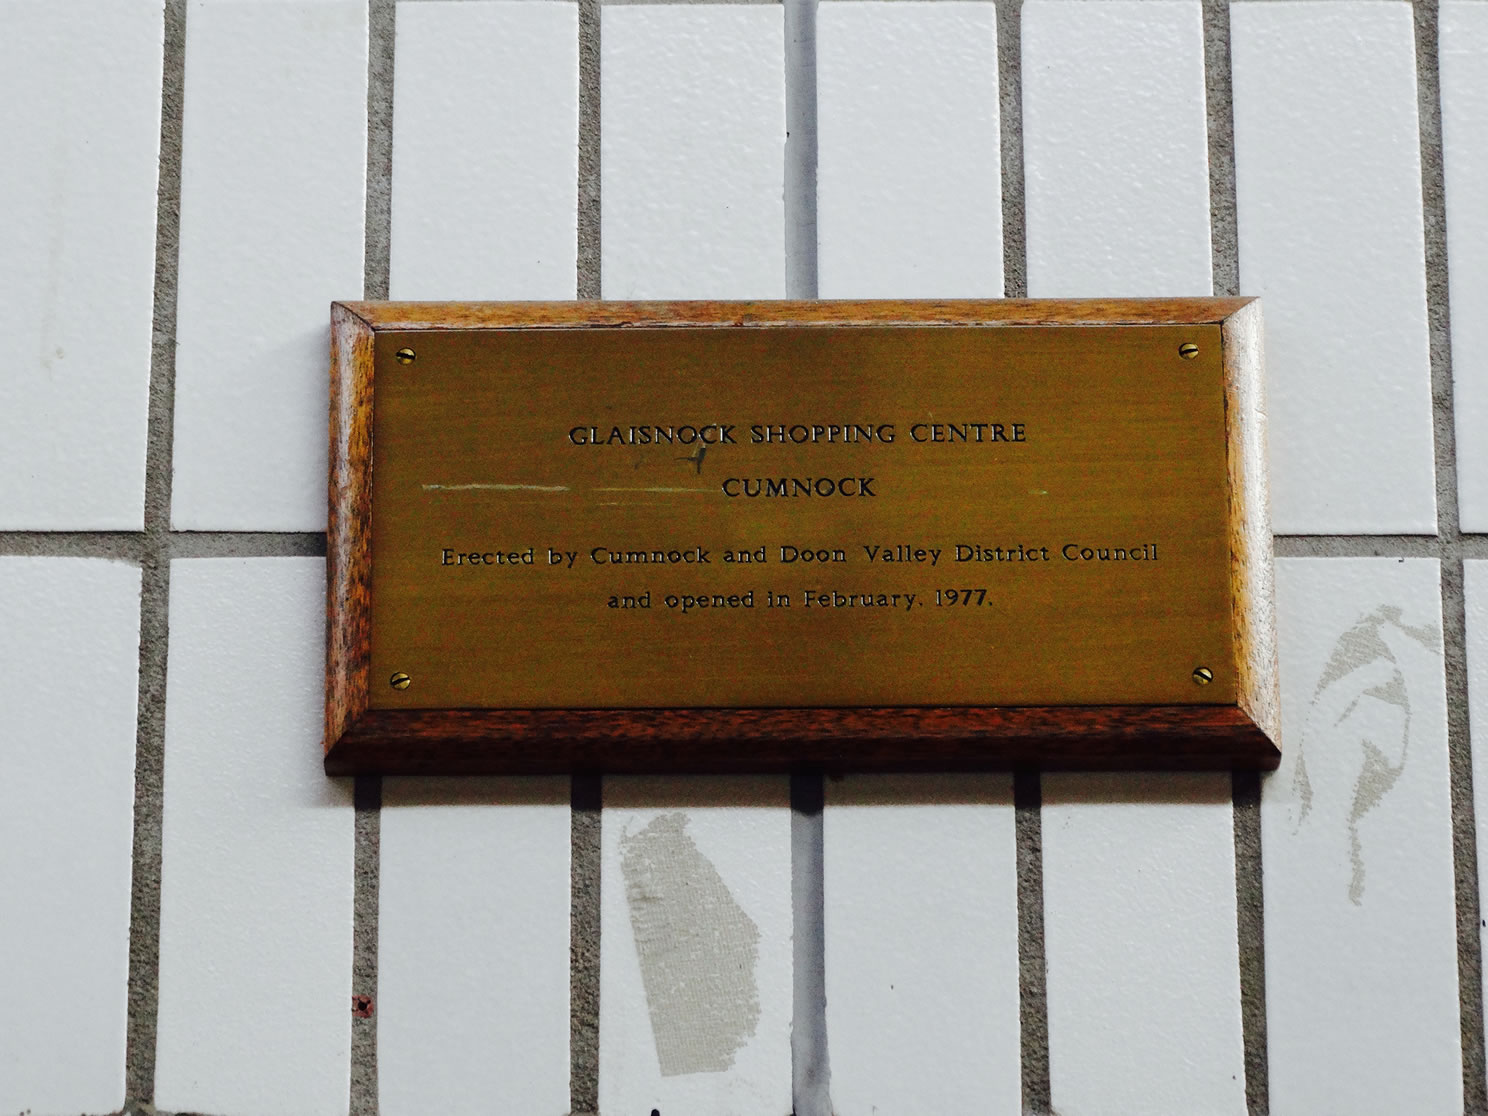 GLAISNOCK SHOPPING CENTRE
CUMNOCK
Erected by Cumnock and Doon Valley District Council
and opened in February, 1977.